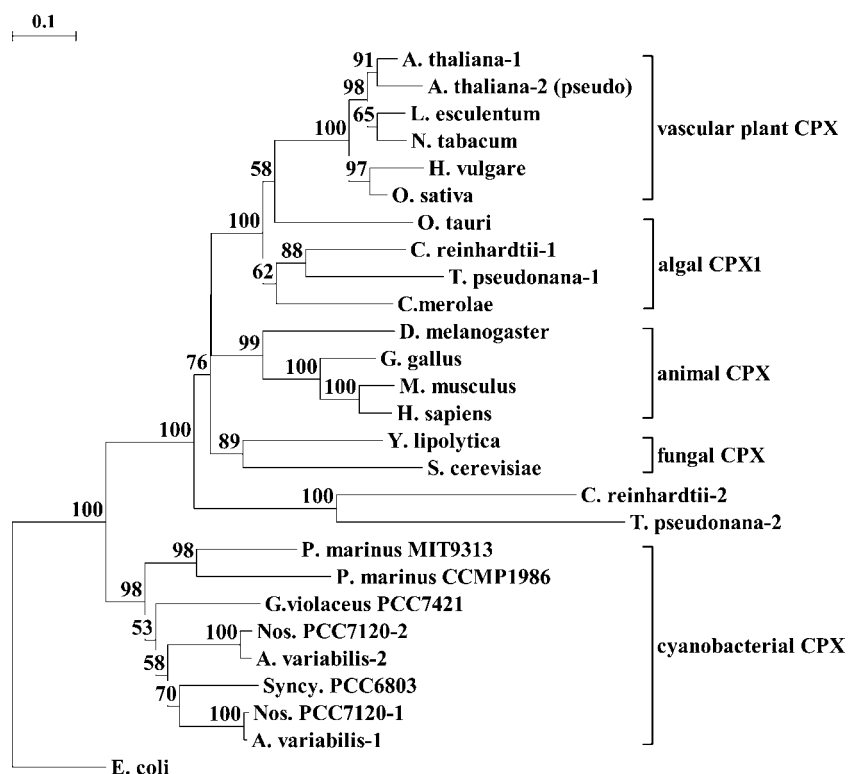 0.1
91 A. thaliana-1
98 A. thaliana-2 (pseudo)
65 L. esculentum
100 N. tabacum
vascular plant CPX
97 H. vulgare
58 O. sativa
100 O. tauri
88 C. reinhardtii-1
62 T. pseudonana-1
algal CPX1
C.merolae
99 D. melanogaster
76 100 G. gallus
100 M. musculus
animal CPX
H. sapiens
100 89 Y. lipolytica
fungal CPX
S. cerevisiae
100 100 C. reinhardtii-2
T. pseudonana-2
98 P. marinus MIT9313
98 P. marinus CCMP1986
53 G.violaceus PCC7421
100 Nos. PCC7120-2
58 A. variabilis-2
cyanobacterial CPX
70 Syncy. PCC6803
100 Nos. PCC7120-1
A. variabilis-1
E. coli